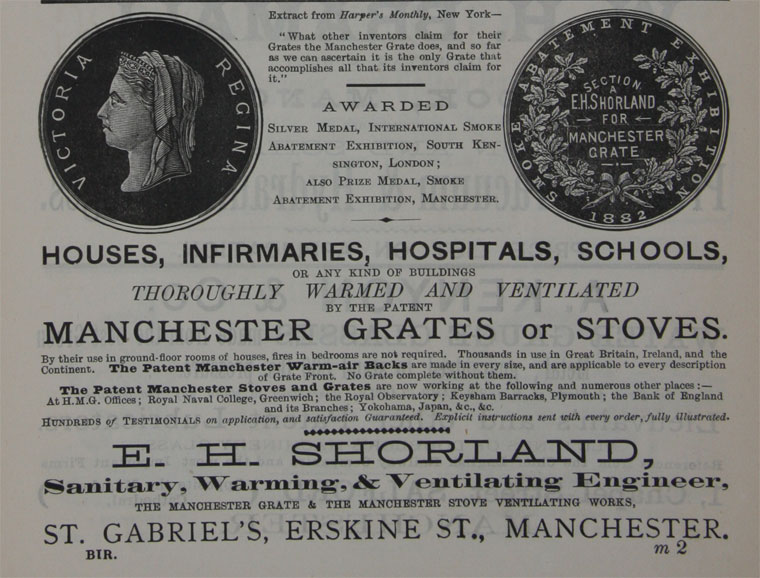 VICTORIA REGINA
Extract from Harper's Monthly, New York—
"What other inventors claim for their
Grates the Manchester Grate does, and so far
as we can ascertain it is the only Grate that
accomplishes all that its inventors claim for
it."
AWARDED
SILVER MEDAL, INTERNATIONAL SMOKE
ABATEMENT EXHIBITION, SOUTH KEN-
SINGTON, LONDON;
ALSO PRIZE MEDAL, SMOKE
ABATEMENT EXHIBITION, MANCHESTER.
SMOKE ABATEMENT EXHIBITION
SECTION
A
E.H.SHORLAND
FOR
MANCHESTER
GRATE
1882
HOUSES, INFIRMARIES, HOSPITALS, SCHOOLS,
OR ANY KIND OF BUILDINGS
THOROUGHLY WARMED AND VENTILATED
BY THE PATENT
MANCHESTER GRATES or STOVES.
By their use in ground-floor rooms of houses, fires in bedrooms are not required. Thousands in use in Great Britain, Ireland, and the
Continent. The Patent Manchester Warm-air Backs are made in every size, and are applicable to every description
of Grate Front. No Grate complete without them.
The Patent Manchester Stoves and Grates are now working at the following and numerous other places:—
At H.M.G. Offices; Royal Naval College, Greenwich; the Royal Observatory; Keysham Barracks, Plymouth; the Bank of England
and its Branches; Yokohama, Japan, &c., &c.
HUNDREDS of TESTIMONIALS on application, and satisfaction Guaranteed. Explicit instructions sent with every order, fully illustrated.
E. H. SHORLAND,
Sanitary, Warming, & Ventilating Engineer,
THE MANCHESTER GRATE & THE MANCHESTER STOVE VENTILATING WORKS,
ST. GABRIEL'S, ERSKINE ST., MANCHESTER.
BIR.
m 2